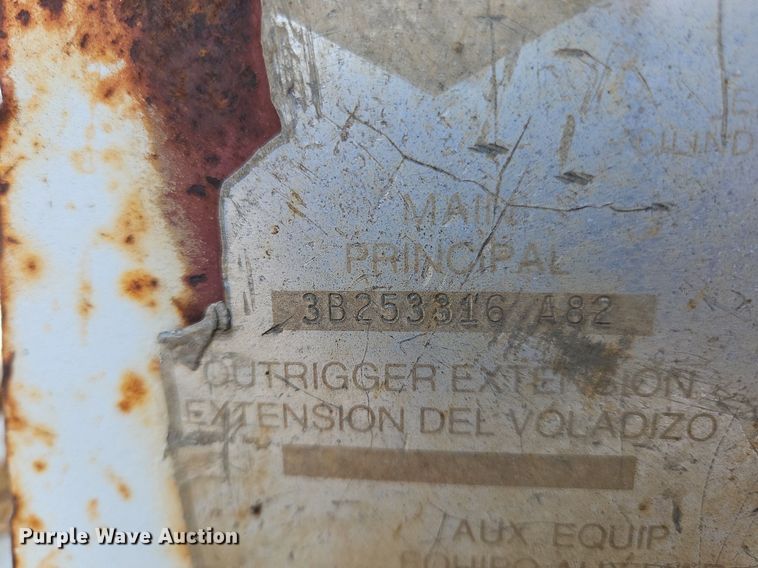 CILIND
MAIN
PRINCIPAL
3B253316 A82
OUTRIGGER EXTENSION
EXTENSION DEL VOLADIZO
AUX EQUIP
Purple Wave Auction